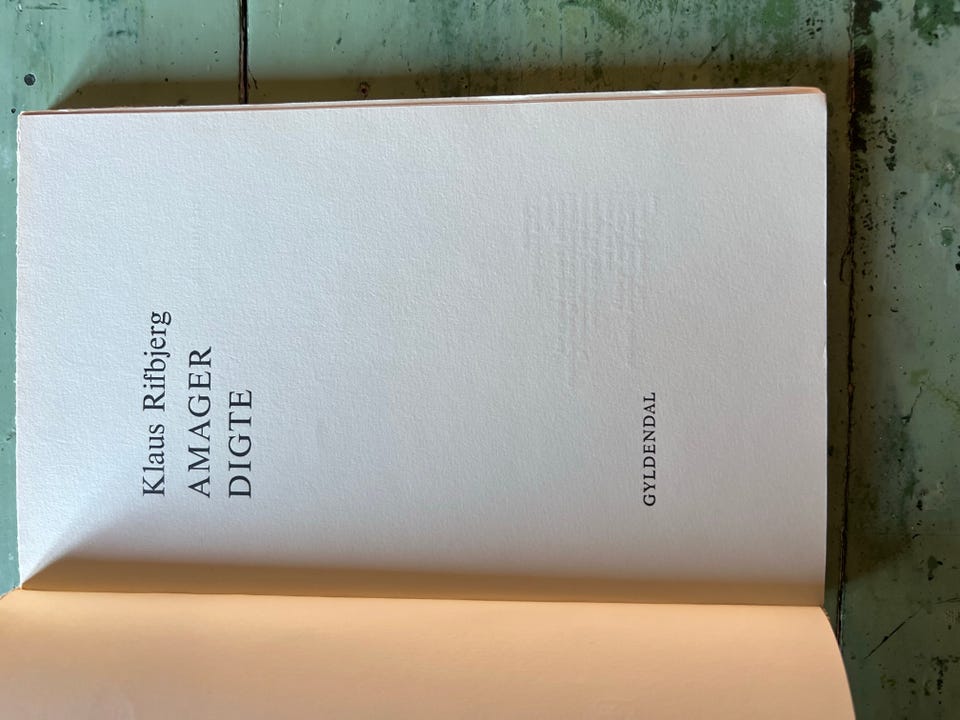 Klaus Rifbjerg
AMAGER
DIGTE
GYLDENDAL